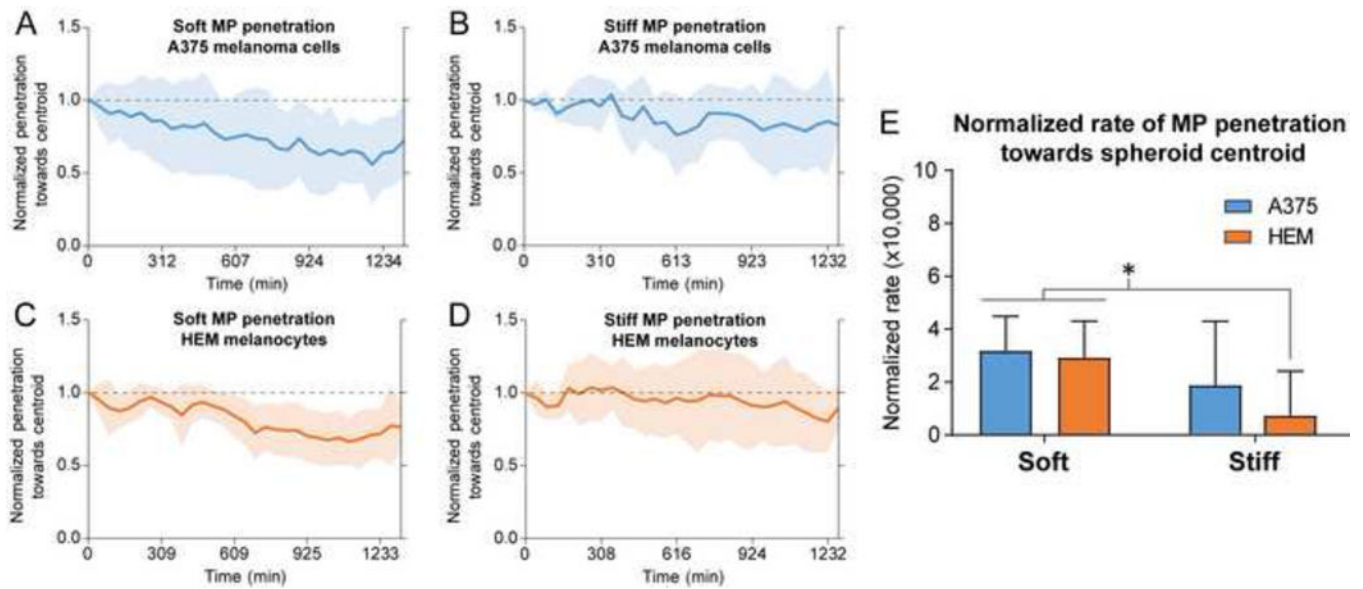 A
Soft MP penetration
A375 melanoma cells
Normalized penetration
towards centroid
1.5
1.0
0.5
0.0
0 312 607 924 1234
Time (min)
B
Stiff MP penetration
A375 melanoma cells
Normalized penetration
towards centroid
1.5
1.0
0.5
0.0
0 310 613 923 1232
Time (min)
C
Soft MP penetration
HEM melanocytes
Normalized penetration
towards centroid
1.5
1.0
0.5
0.0
0 309 609 925 1233
Time (min)
D
Stiff MP penetration
HEM melanocytes
Normalized penetration
towards centroid
1.5
1.0
0.5
0.0
0 308 616 924 1232
Time (min)
E
Normalized rate of MP penetration
towards spheroid centroid
Normalized rate (x10,000)
10
8
6
4
2
0
A375
HEM
*
Soft Stiff